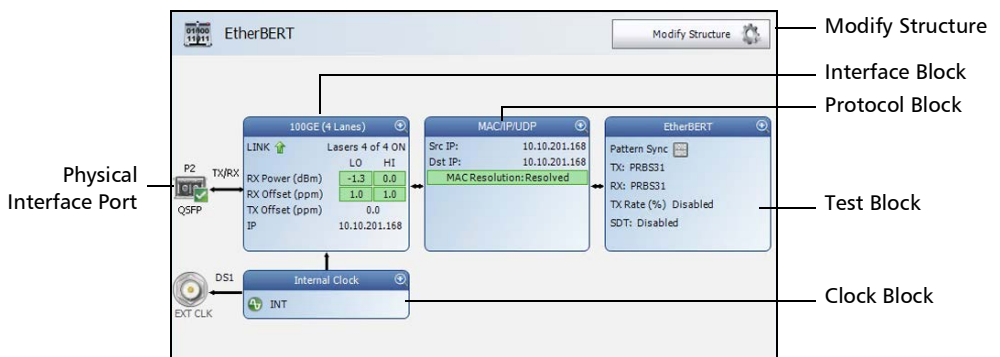 01100
11011
EtherBERT
Modify Structure
Modify Structure
Interface Block
Protocol Block
100GE (4 Lanes)
LINK
Lasers 4 of 4 ON
LO HI
RX Power (dBm) -1.3 0.0
RX Offset (ppm) 1.0 1.0
TX Offset (ppm) 0.0
IP 10.10.201.168
MAC/IP/UDP
Src IP: 10.10.201.168
Dst IP: 10.10.201.168
MAC Resolution: Resolved
EtherBERT
Pattern Sync
TX: PRBS31
RX: PRBS31
TX Rate (%) Disabled
SDT: Disabled
Physical
Interface Port
P2
TX/RX
QSFP
Test Block
DS1
EXT CLK
Internal Clock
INT
Clock Block